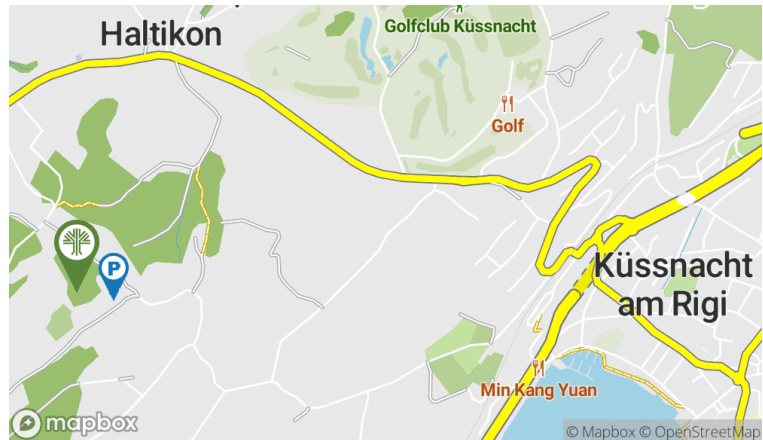 Haltikon
Golfclub Küssnacht
Golf
P
Küssnacht
am Rigi
Min Kang Yuan
mapbox
© Mapbox © OpenStreetMap